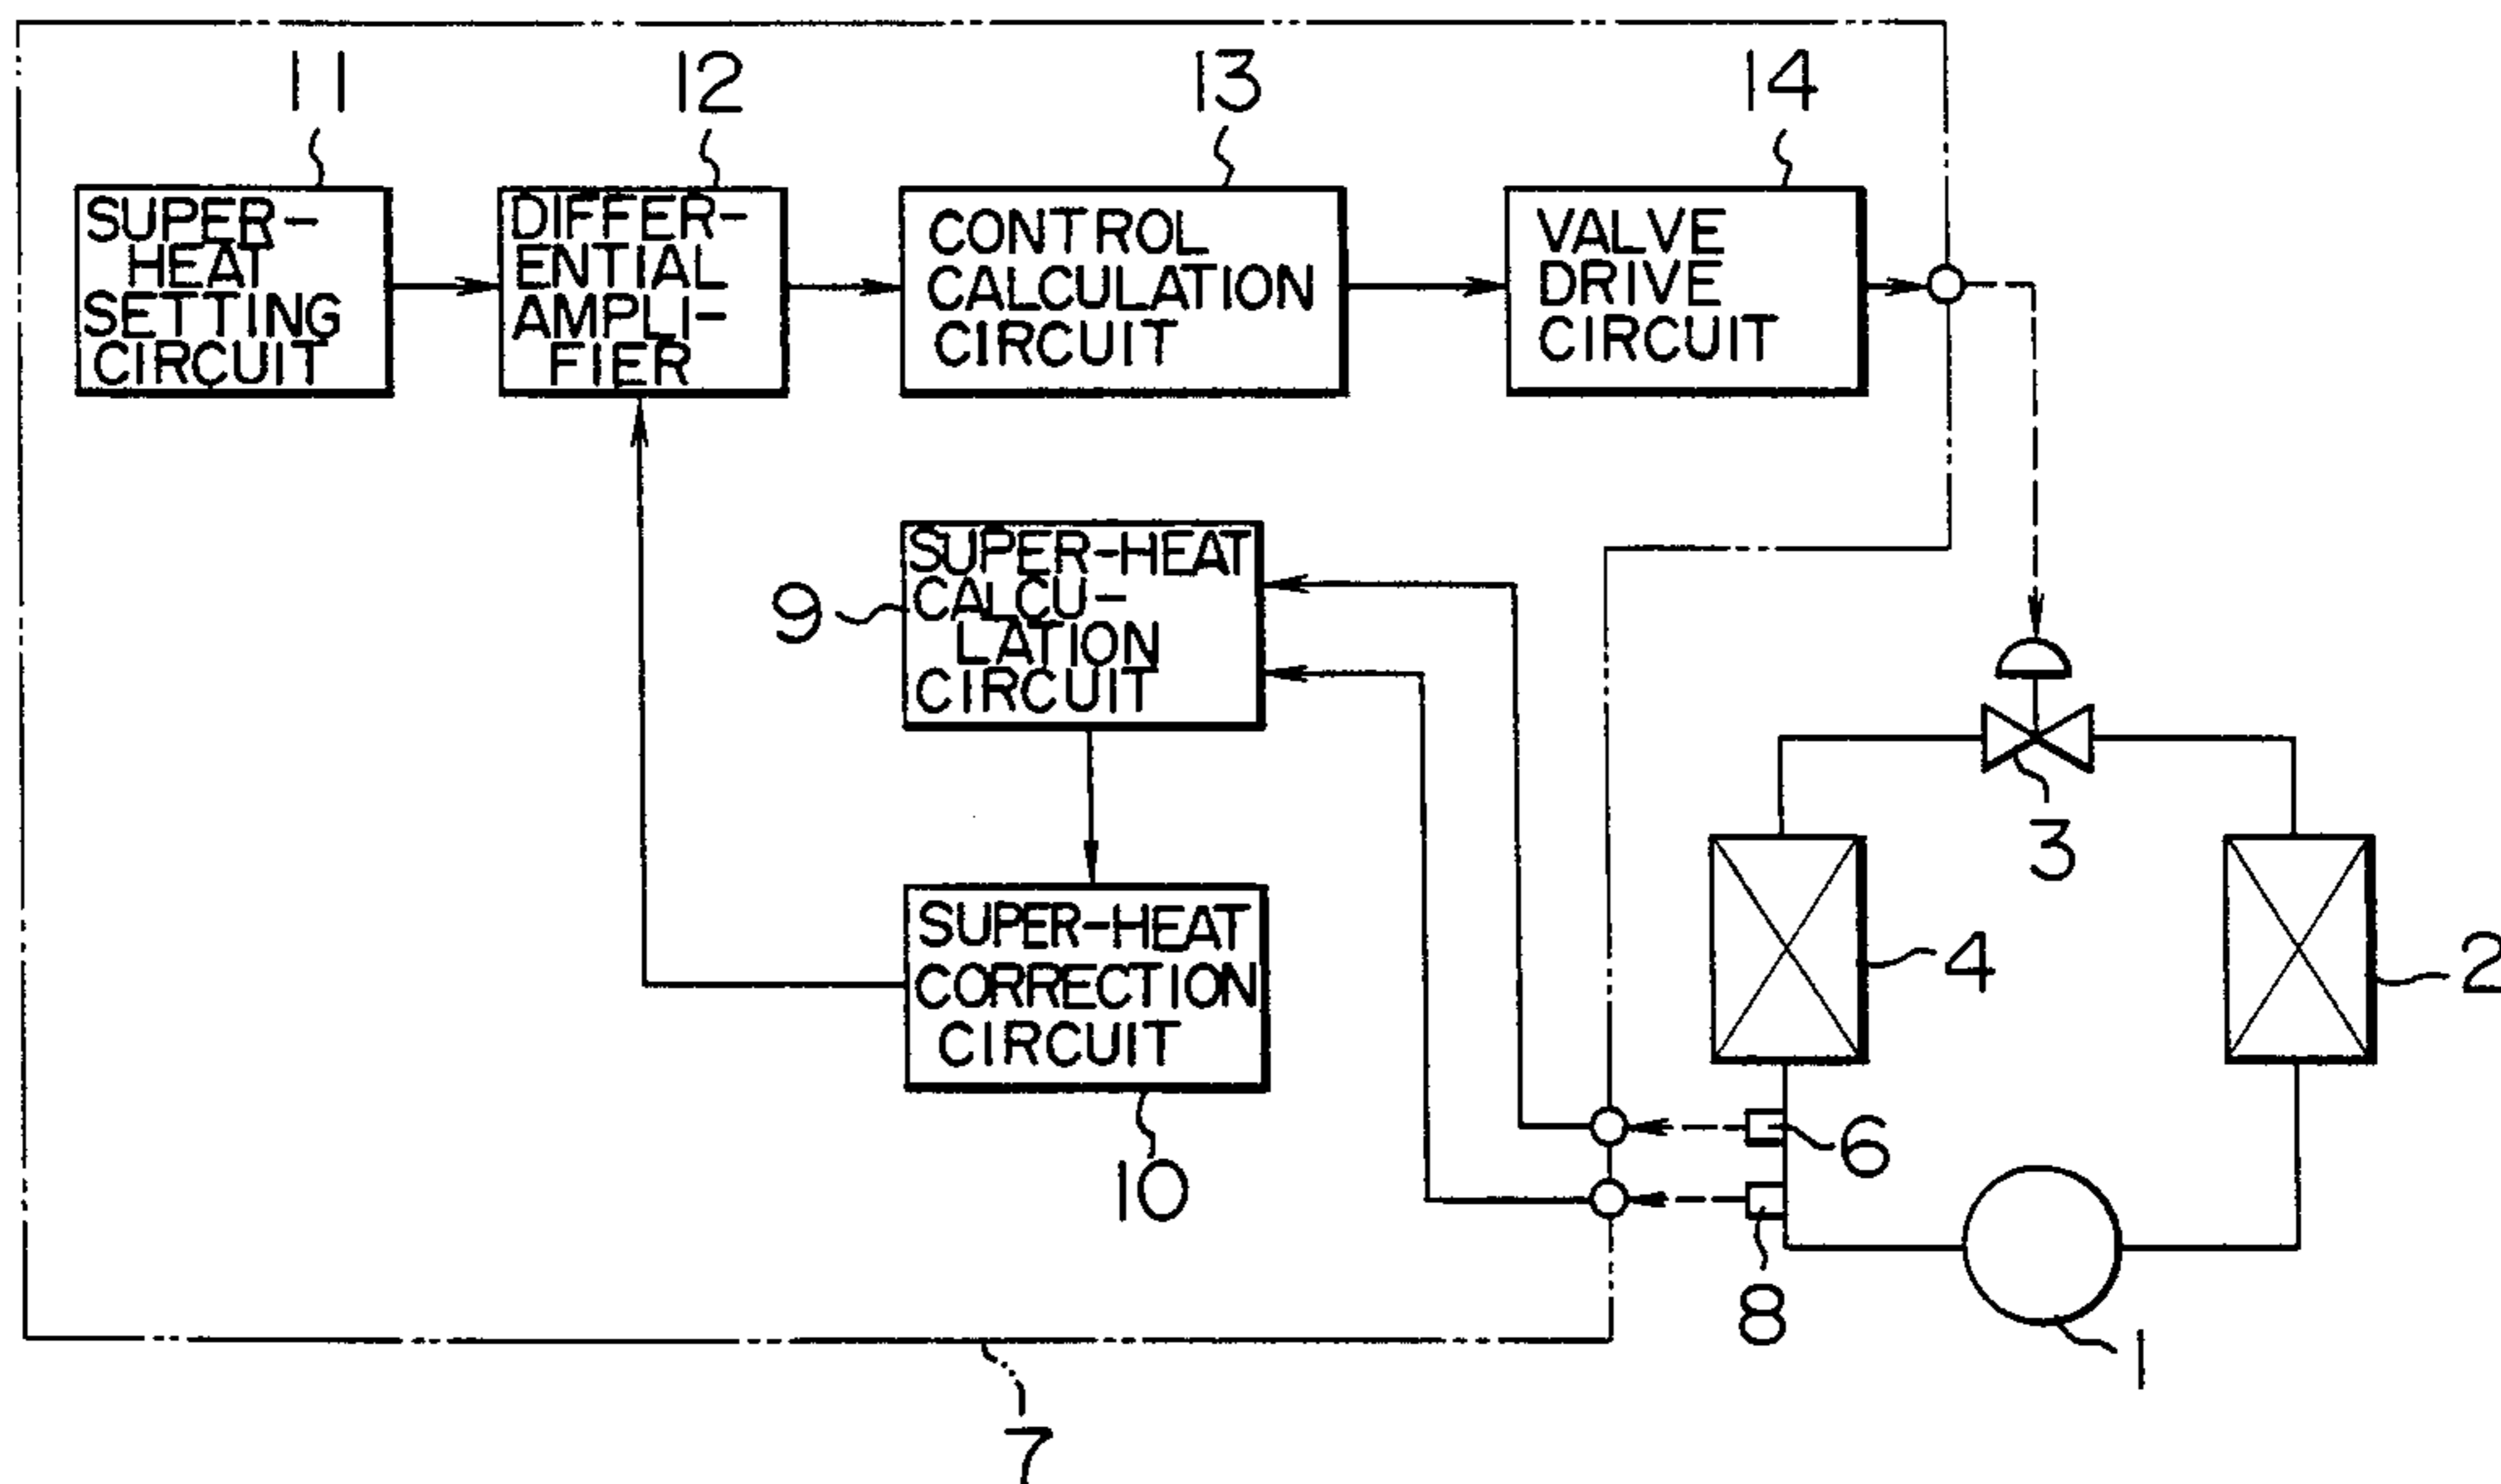 11
12
13
14
SUPER-
HEAT
SETTING
CIRCUIT
DIFFER-
ENTIAL
AMPLI-
FIER
CONTROL
CALCULATION
CIRCUIT
VALVE
DRIVE
CIRCUIT
9
SUPER-HEAT
CALCU-
LATION
CIRCUIT
3
SUPER-HEAT
CORRECTION
CIRCUIT
4
2
6
10
8
1
7